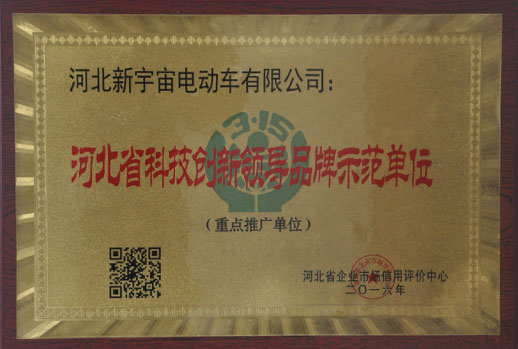 河北新宇宙电动车有限公司:
3·15
河北省科技创新领导品牌示范单位
(重点推广单位)
河北省企业市场信用评价中心
二〇一六年